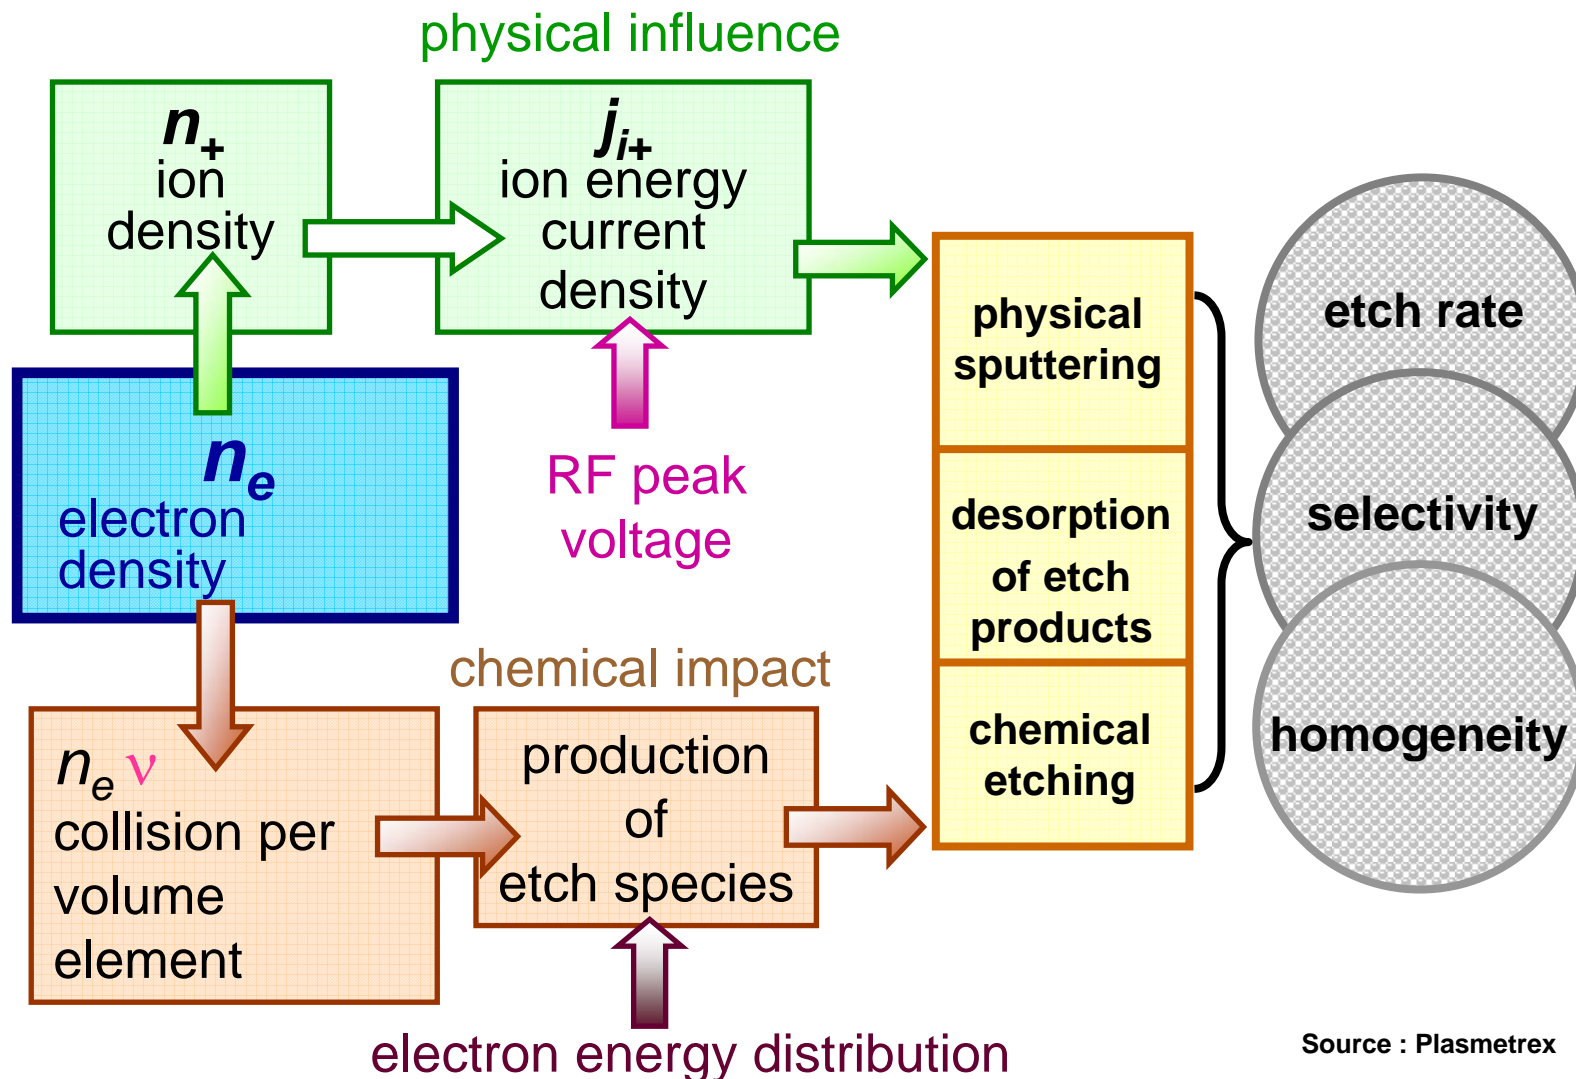 physical influence
n+
ion
density
ji+
ion energy
current
density
RF peak
voltage
ne
electron
density
chemical impact
ne ν
collision per
volume
element
production
of
etch species
electron energy distribution
physical
sputtering
desorption
of etch
products
chemical
etching
etch rate
selectivity
homogeneity
Source : Plasmetrex